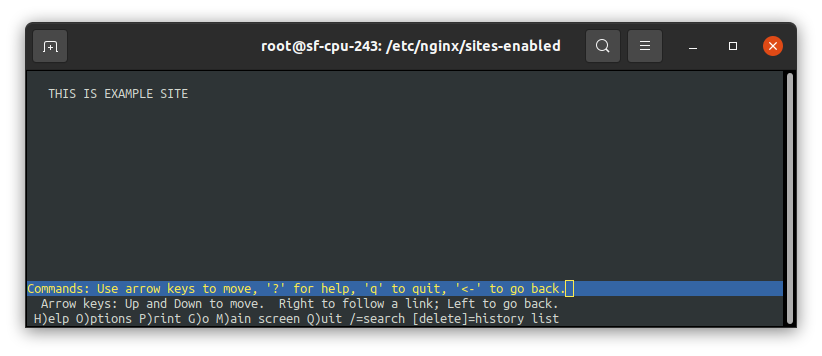 root@sf-cpu-243: /etc/nginx/sites-enabled
THIS IS EXAMPLE SITE
Commands: Use arrow keys to move, '?' for help, 'q' to quit, '<-' to go back.
Arrow keys: Up and Down to move.  Right to follow a link; Left to go back.
H)elp O)ptions P)rint G)o M)ain screen Q)uit /=search [delete]=history list